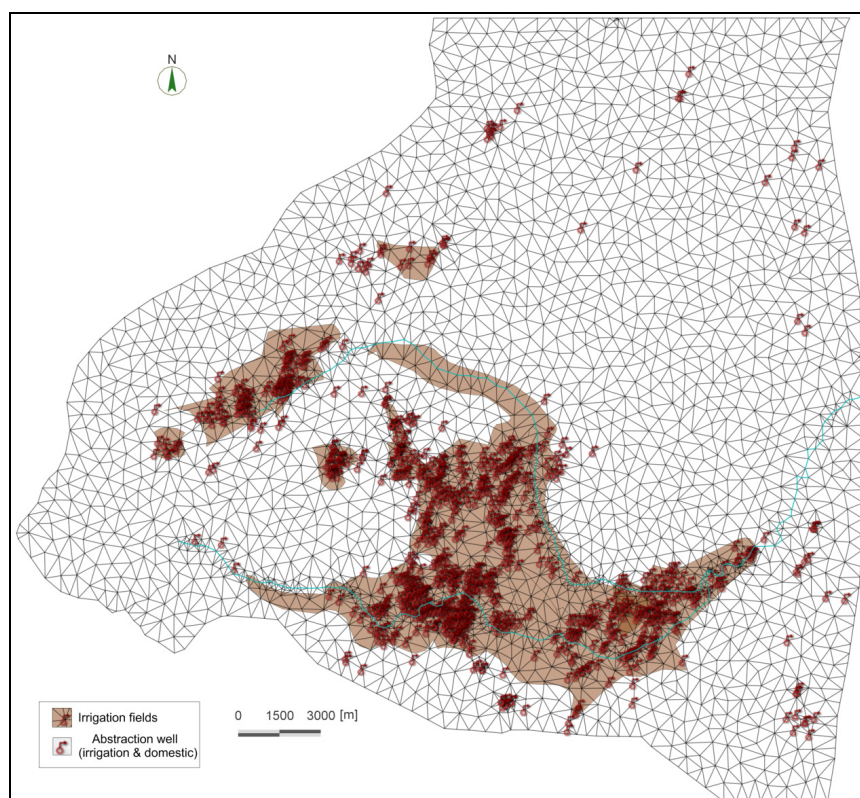 N
Irrigation fields
Abstraction well
(irrigation & domestic)
0 1500 3000 [m]